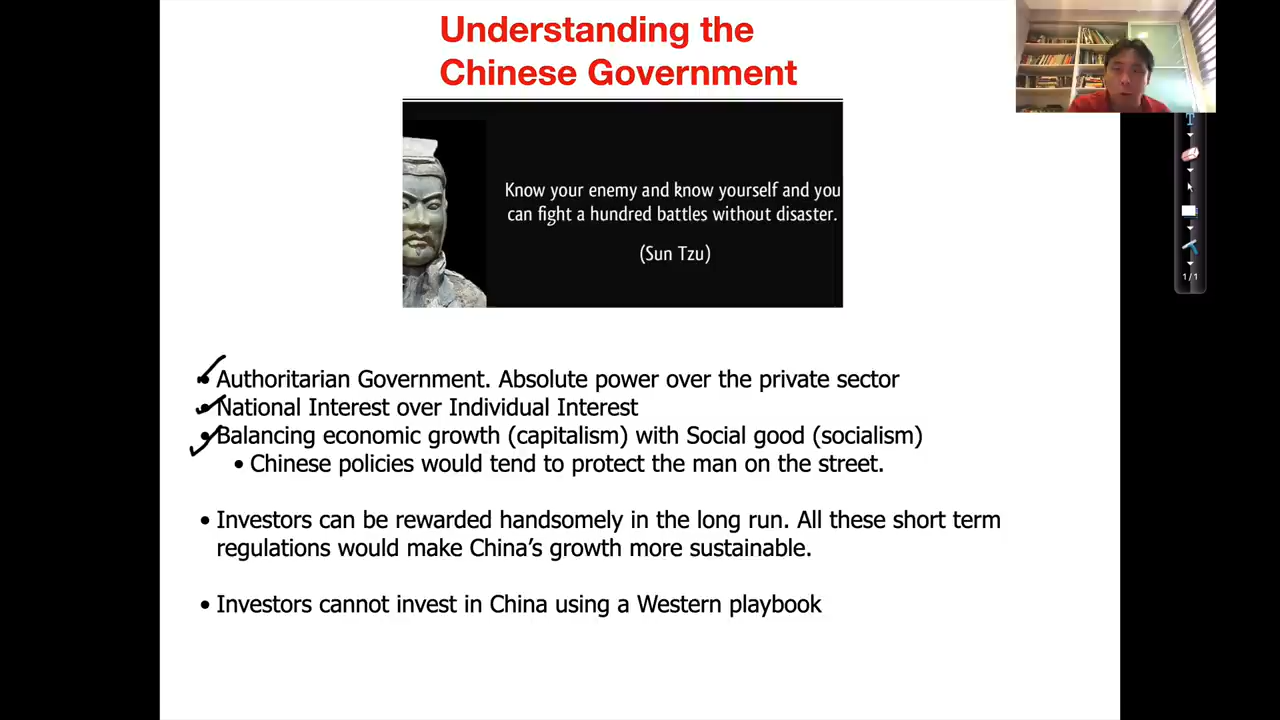 Understanding the
Chinese Government
Know your enemy and know yourself and you
can fight a hundred battles without disaster.
(Sun Tzu)
• Authoritarian Government. Absolute power over the private sector
• National Interest over Individual Interest
• Balancing economic growth (capitalism) with Social good (socialism)
• Chinese policies would tend to protect the man on the street.
• Investors can be rewarded handsomely in the long run. All these short term
regulations would make China’s growth more sustainable.
• Investors cannot invest in China using a Western playbook
T
1/1